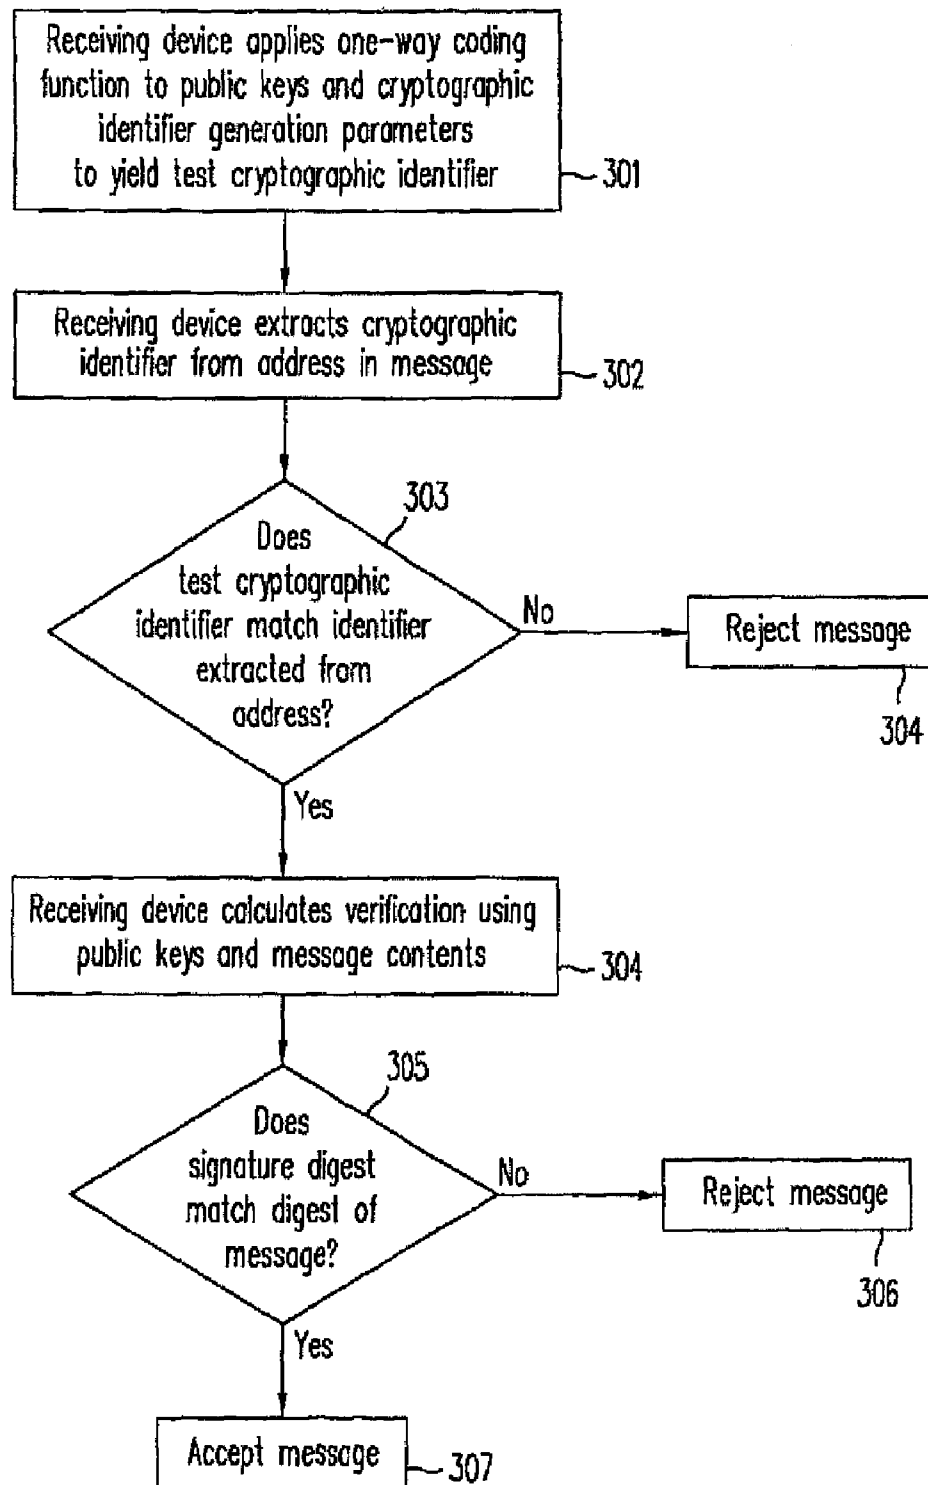 Receiving device applies one-way coding
function to public keys and cryptographic
identifier generation parameters
to yield test cryptographic identifier
301
Receiving device extracts cryptographic
identifier from address in message
302
303
Does
test cryptographic
identifier match identifier
extracted from
address?
No
Reject message
304
Yes
Receiving device calculates verification using
public keys and message contents
304
305
Does
signature digest
match digest of
message?
No
Reject message
306
Yes
Accept message
307